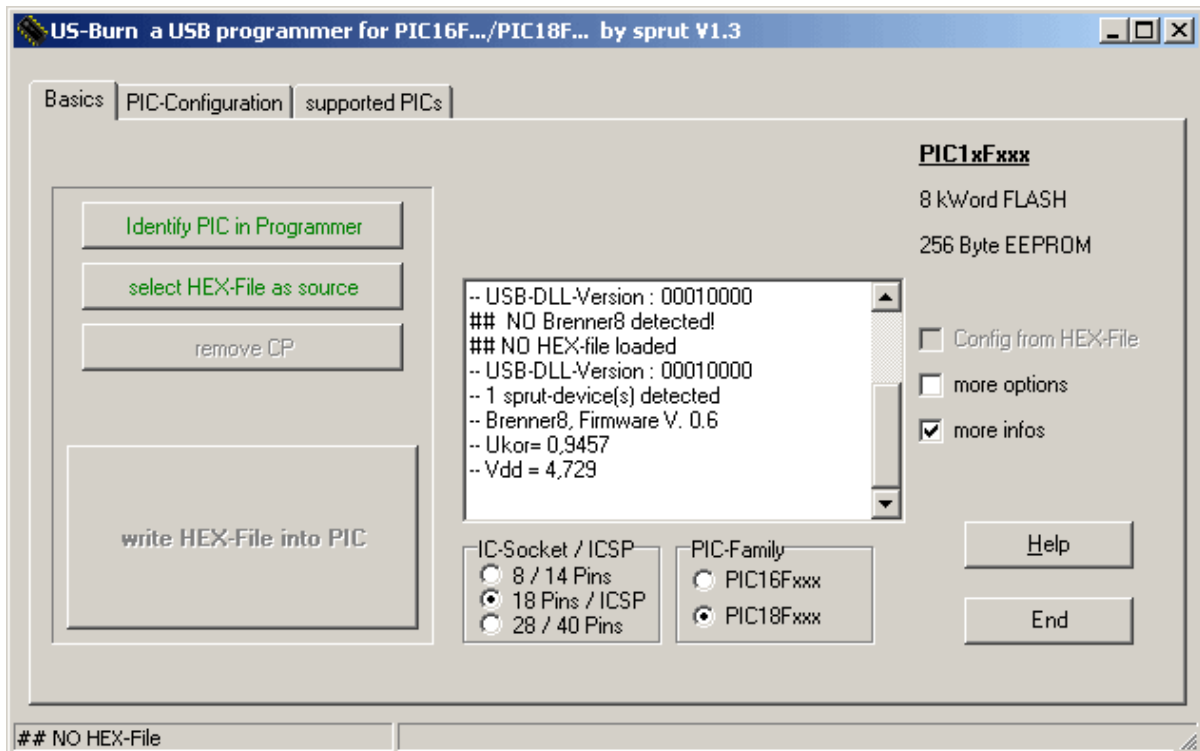 US-Burn a USB programmer for PIC16F.../PIC18F... by sprut V1.3
Basics
PIC-Configuration
supported PICs
Identify PIC in Programmer
select HEX-File as source
remove CP
write HEX-File into PIC
-- USB-DLL-Version : 00010000
## NO Brenner8 detected!
## NO HEX-file loaded
-- USB-DLL-Version : 00010000
-- 1 sprut-device(s) detected
-- Brenner8, Firmware V. 0.6
-- Ukor= 0,9457
-- Vdd = 4,729
IC-Socket / ICSP
8 / 14 Pins
18 Pins / ICSP
28 / 40 Pins
PIC-Family
PIC16Fxxx
PIC18Fxxx
PIC1xFxxx
8 kWord FLASH
256 Byte EEPROM
Config from HEX-File
more options
more infos
Help
End
## NO HEX-File